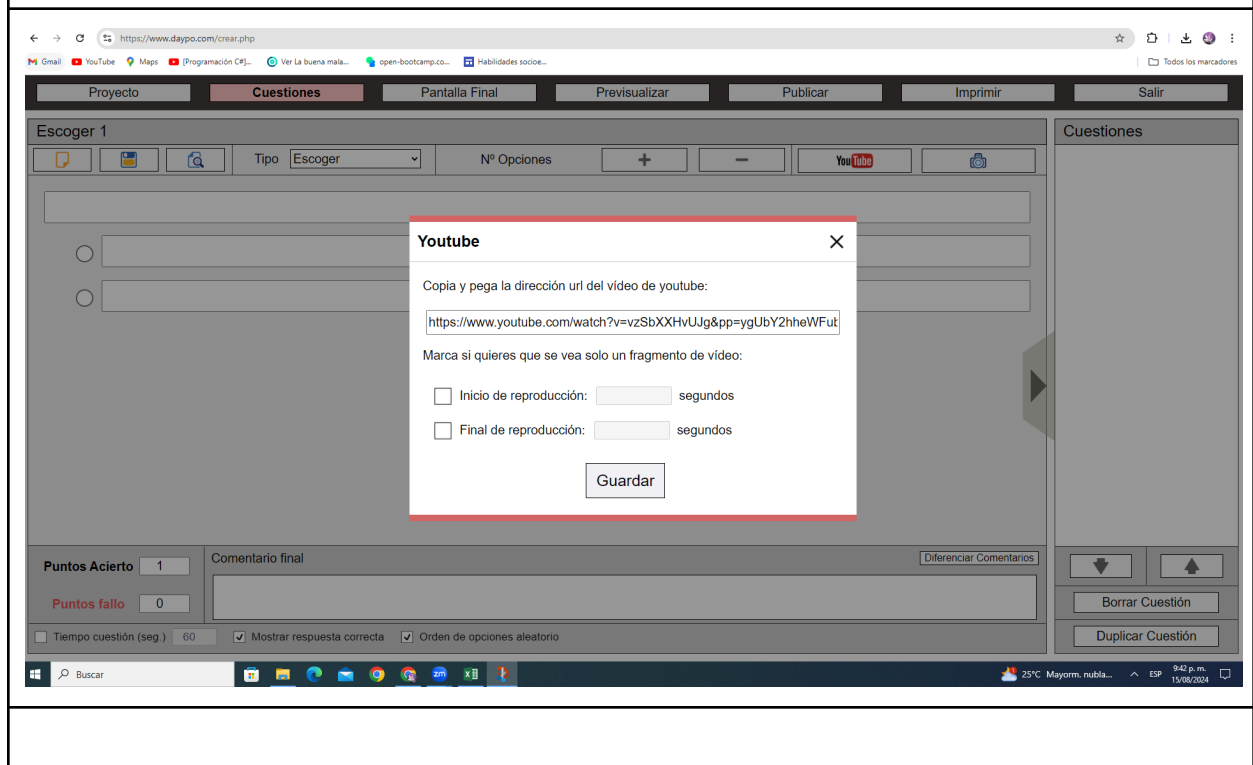 https://www.daypo.com/crear.php
Gmail YouTube Maps [Programación C#]... Ver La buena mala... open-bootcamp.co... Habilidades socioe... Todos los marcadores
Proyecto Cuestiones Pantalla Final Previsualizar Publicar Imprimir Salir
Escoger 1
Cuestiones
Tipo Escoger Nº Opciones + − YouTube
Youtube
Copia y pega la dirección url del vídeo de youtube:
https://www.youtube.com/watch?v=vzSbXXHvUJg&pp=ygUbY2hheWFut
Marca si quieres que se vea solo un fragmento de vídeo:
Inicio de reproducción: segundos
Final de reproducción: segundos
Guardar
Puntos Acierto 1
Comentario final
Diferenciar Comentarios
Puntos fallo 0
Borrar Cuestión
Tiempo cuestión (seg.) 60 Mostrar respuesta correcta Orden de opciones aleatorio
Duplicar Cuestión
Buscar
zm
25°C Mayorm. nubla... ESP 9:42 p. m.
15/08/2024